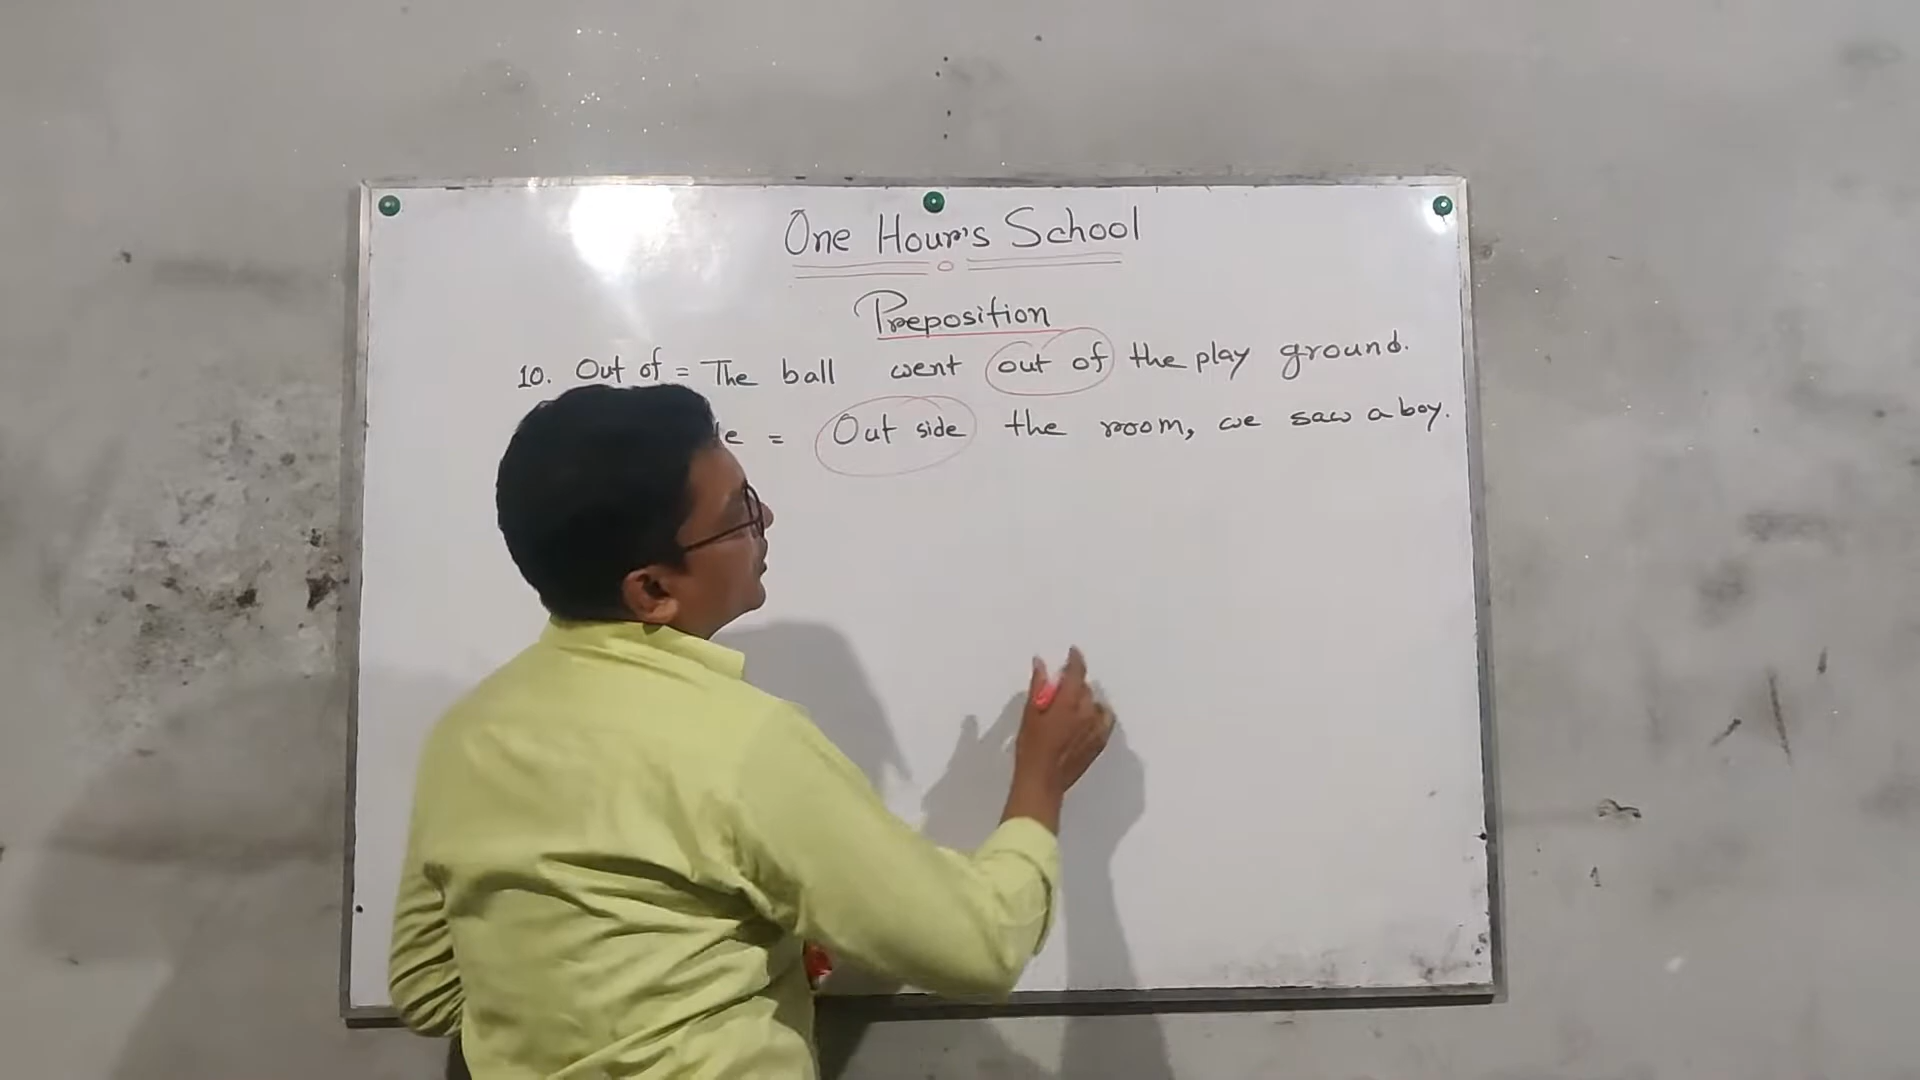 One Hour's School
Preposition
10. Out of = The ball went out of the play ground.
= Out side the room, we saw a boy.